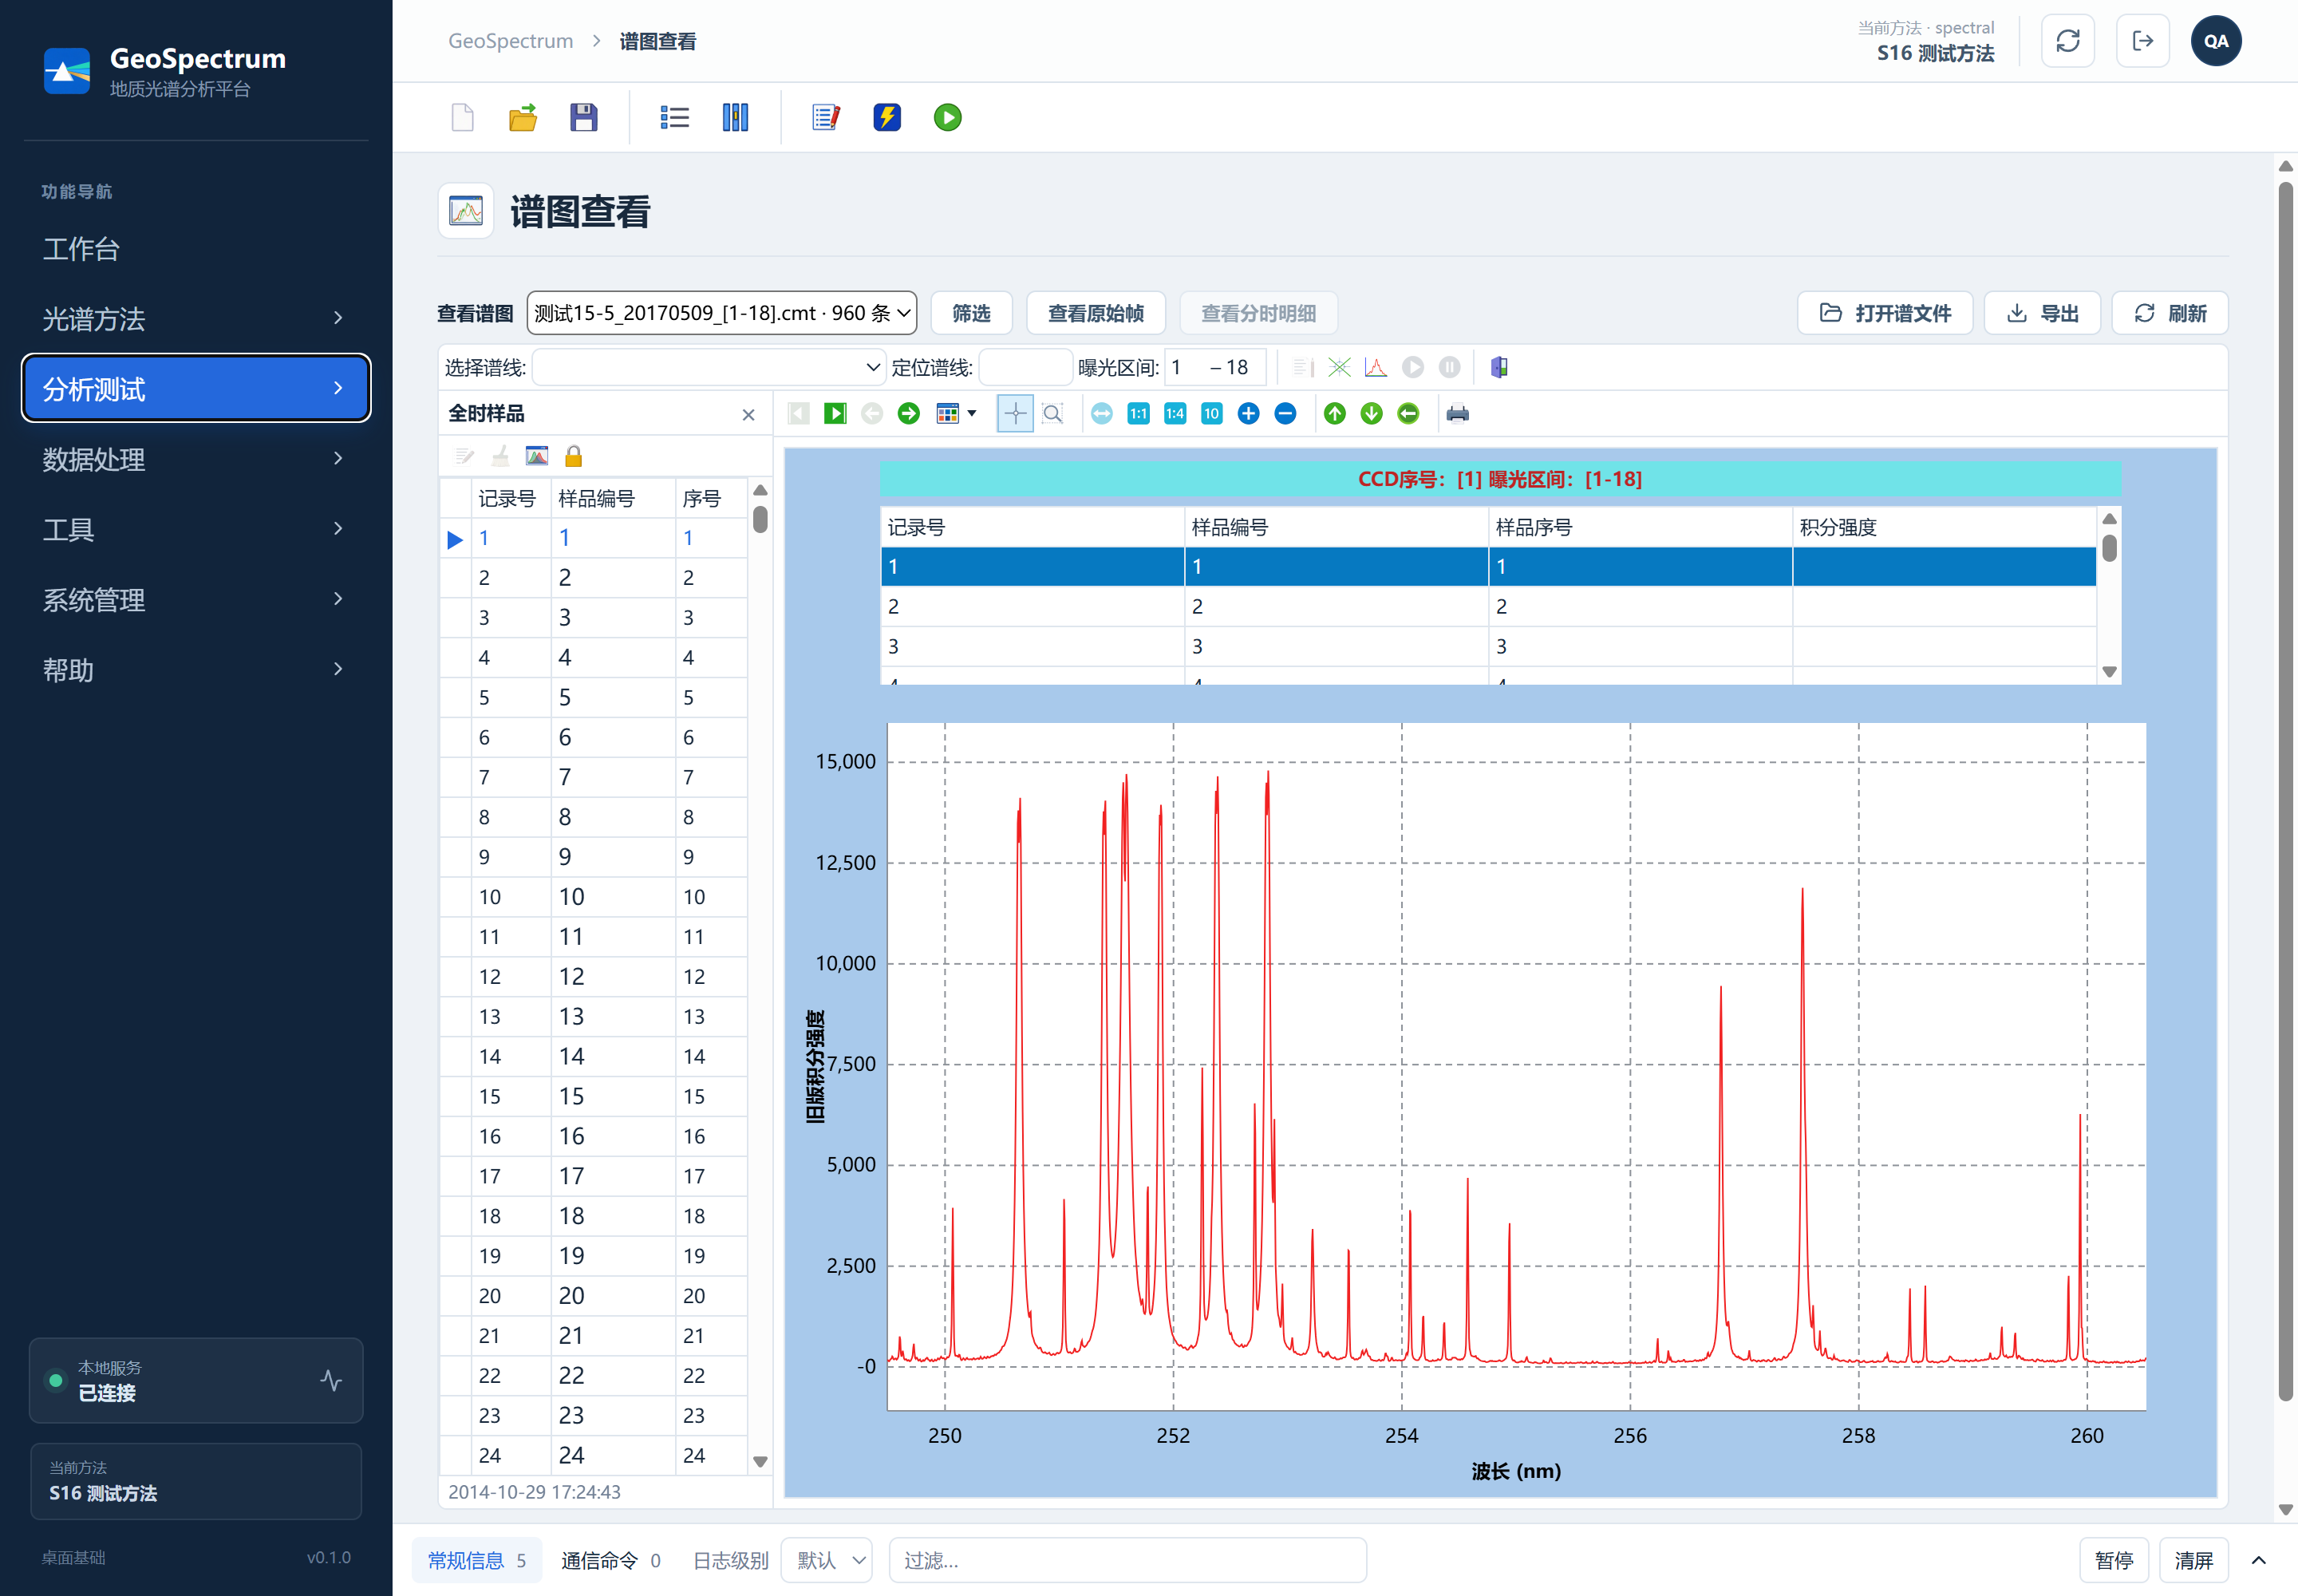 GeoSpectrum
地质光谱分析平台
功能导航
工作台
光谱方法
分析测试
数据处理
工具
系统管理
帮助
本地服务
已连接
当前方法
S16 测试方法
桌面基础 v0.1.0
GeoSpectrum 谱图查看
当前方法 · spectral
S16 测试方法
QA
谱图查看
查看谱图 测试15-5_20170509_[1-18].cmt · 960 条 筛选 查看原始帧 查看分时明细 打开谱文件 导出 刷新
选择谱线: 定位谱线: 曝光区间: 1 – 18
全时样品
1:1 1:4 10
记录号 样品编号 序号
1 1 1
2 2 2
3 3 3
4 4 4
5 5 5
6 6 6
7 7 7
8 8 8
9 9 9
10 10 10
11 11 11
12 12 12
13 13 13
14 14 14
15 15 15
16 16 16
17 17 17
18 18 18
19 19 19
20 20 20
21 21 21
22 22 22
23 23 23
24 24 24
2014-10-29 17:24:43
CCD序号：[1] 曝光区间：[1-18]
记录号 样品编号 样品序号 积分强度
1 1 1
2 2 2
3 3 3
4 4 4
15,000
12,500
10,000
7,500
5,000
2,500
-0
旧版积分强度
250 252 254 256 258 260
波长 (nm)
常规信息 5 通信命令 0 日志级别 默认 过滤... 暂停 清屏